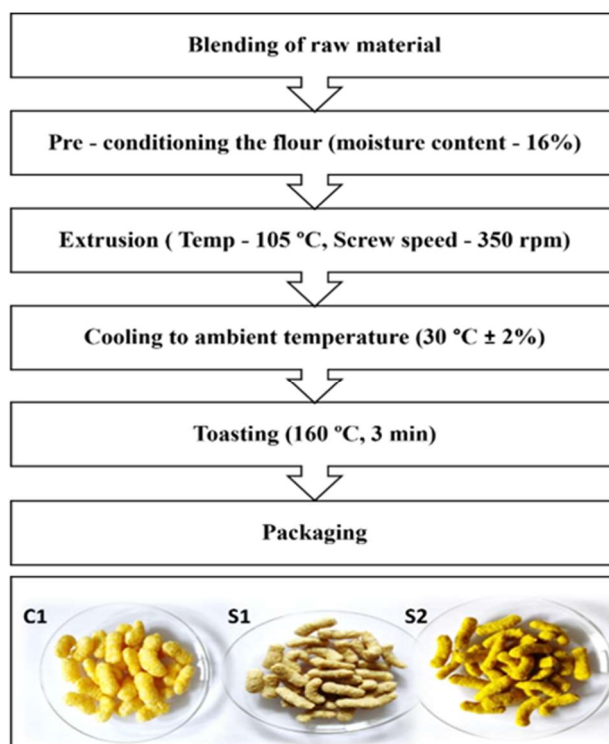 Blending of raw material
Pre - conditioning the flour (moisture content - 16%)
Extrusion ( Temp - 105 ºC, Screw speed - 350 rpm)
Cooling to ambient temperature (30 °C ± 2%)
Toasting (160 ºC, 3 min)
Packaging
C1 S1 S2